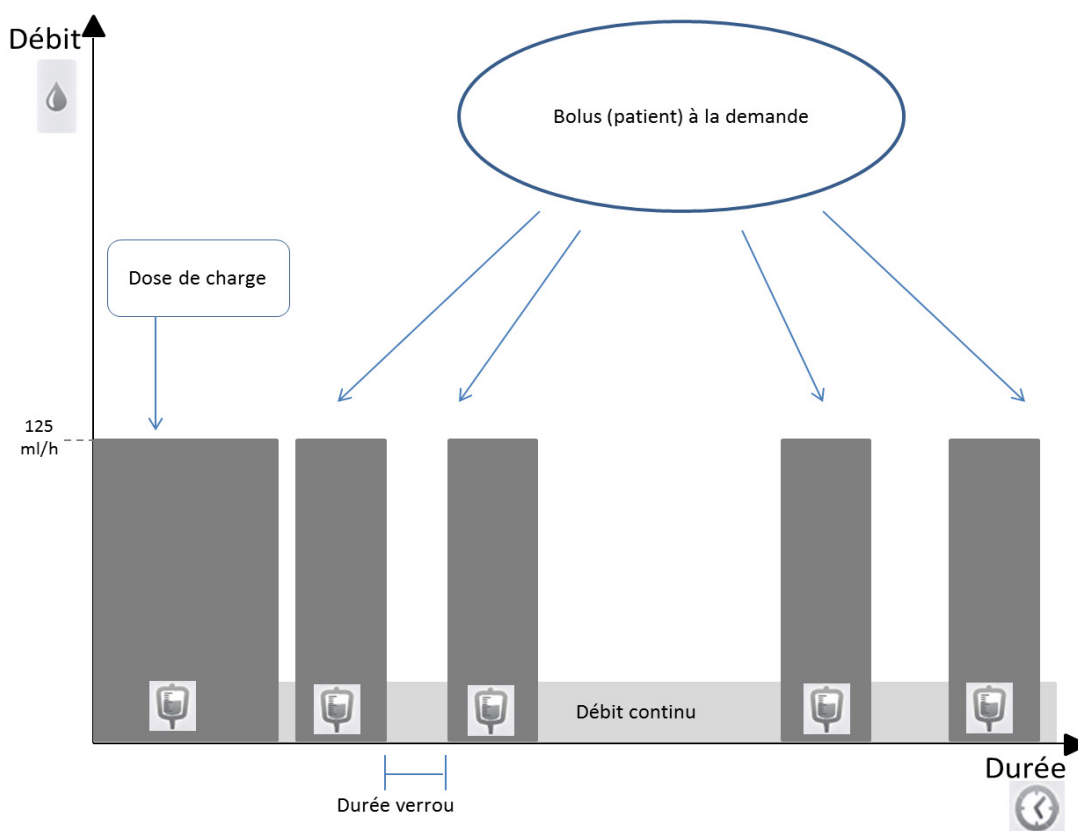 Débit
Bolus (patient) à la demande
Dose de charge
125
ml/h
Débit continu
Durée
Durée verrou